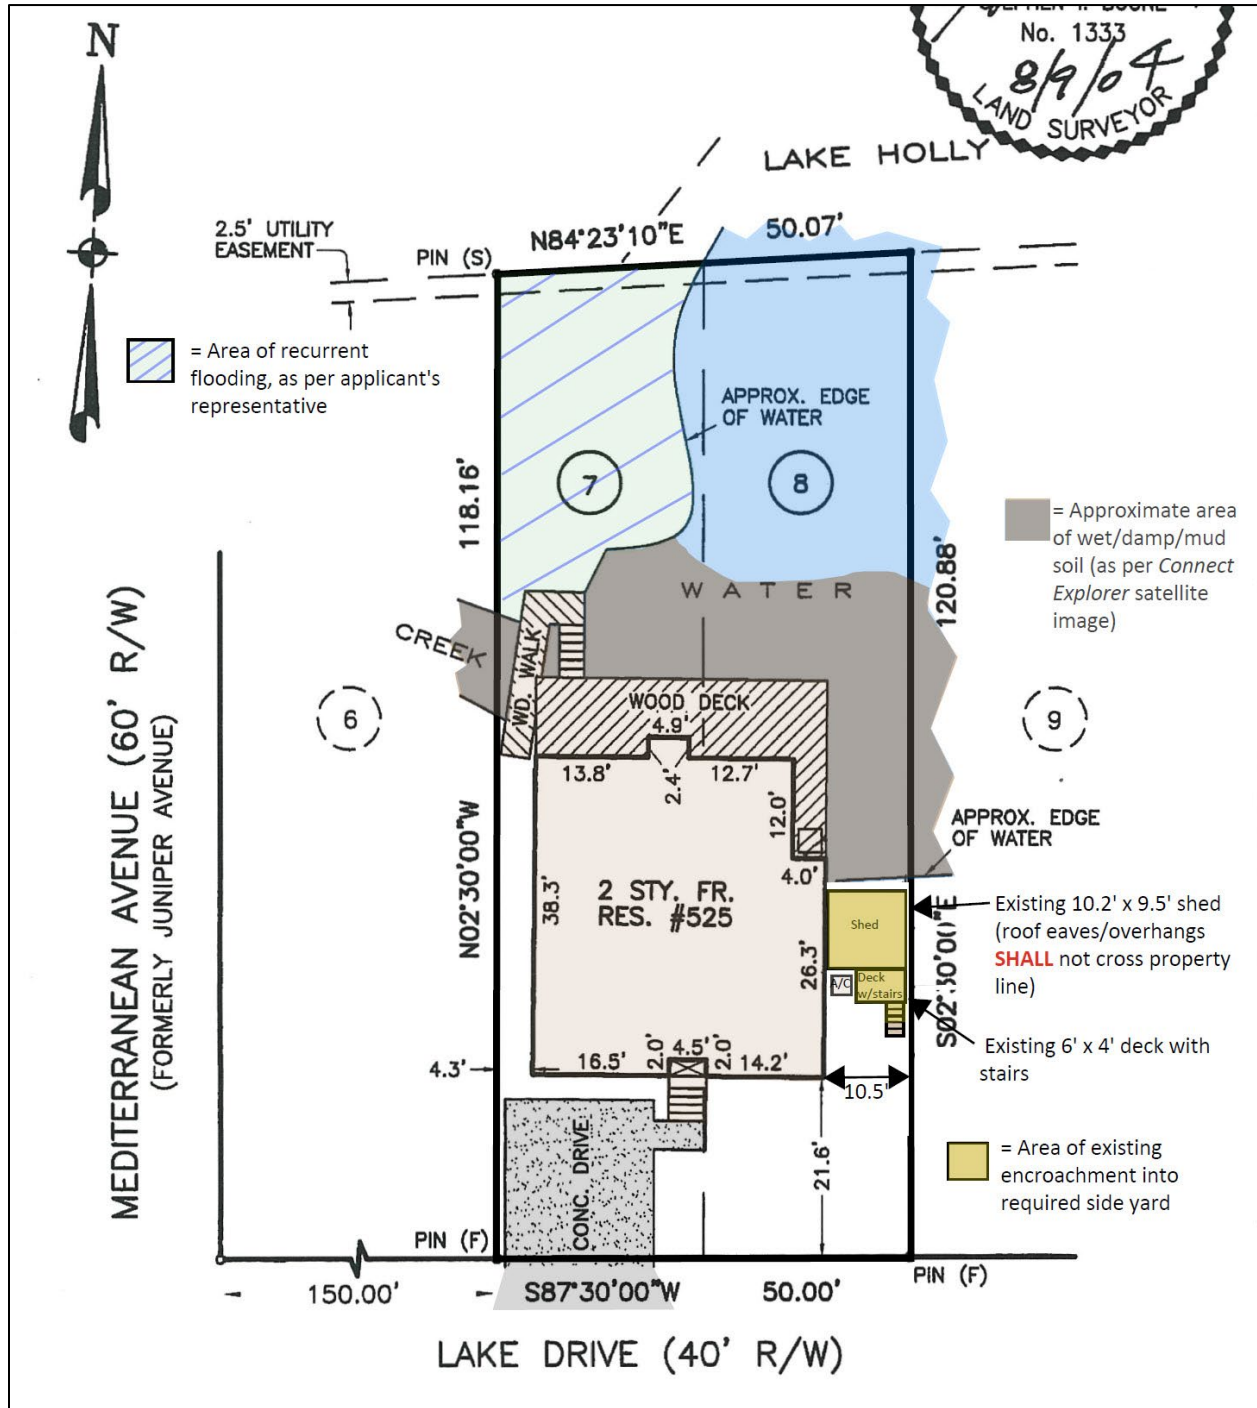 No. 1333
8/9/04
LAND SURVEYOR
N
LAKE HOLLY
2.5' UTILITY
EASEMENT
PIN (S)
N84°23'10"E
50.07'
= Area of recurrent
flooding, as per applicant's
representative
APPROX. EDGE
OF WATER
118.16'
7
8
= Approximate area
of wet/damp/mud
soil (as per Connect
Explorer satellite
image)
120.88'
WATER
CREEK
WD. WALK
WOOD DECK
6
9
4.9'
13.8'
2.4'
12.7'
12.0'
4.0'
APPROX. EDGE
OF WATER
MEDITERRANEAN AVENUE (60' R/W)
(FORMERLY JUNIPER AVENUE)
N02°30'00"W
38.3'
2 STY. FR.
RES. #525
26.3'
Shed
A/C
Deck
w/stairs
S02°30'00"E
Existing 10.2' x 9.5' shed
(roof eaves/overhangs
SHALL not cross property
line)
Existing 6' x 4' deck with
stairs
4.3'
16.5'
2.0'
4.5'
2.0'
14.2'
10.5'
21.6'
CONC. DRIVE
= Area of existing
encroachment into
required side yard
PIN (F)
PIN (F)
150.00'
S87°30'00"W
50.00'
LAKE DRIVE (40' R/W)